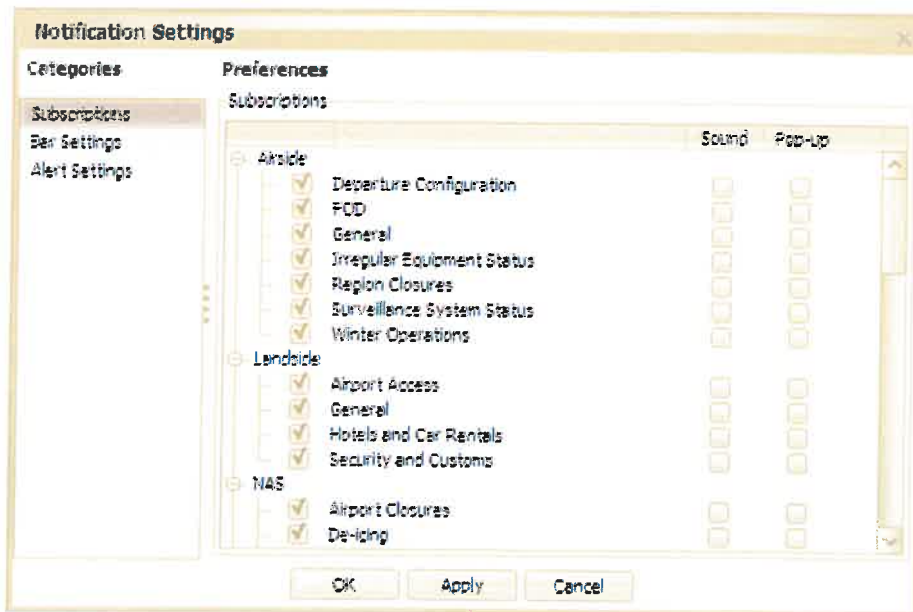 Notification Settings
Categories
Preferences
Subscriptions
Bar Settings
Alert Settings
Subscriptions
Sound Pop-up
Airside
Departure Configuration
FOD
General
Irregular Equipment Status
Region Closures
Surveillance System Status
Winter Operations
Landside
Airport Access
General
Hotels and Car Rentals
Security and Customs
NAS
Airport Closures
De-icing
OK Apply Cancel